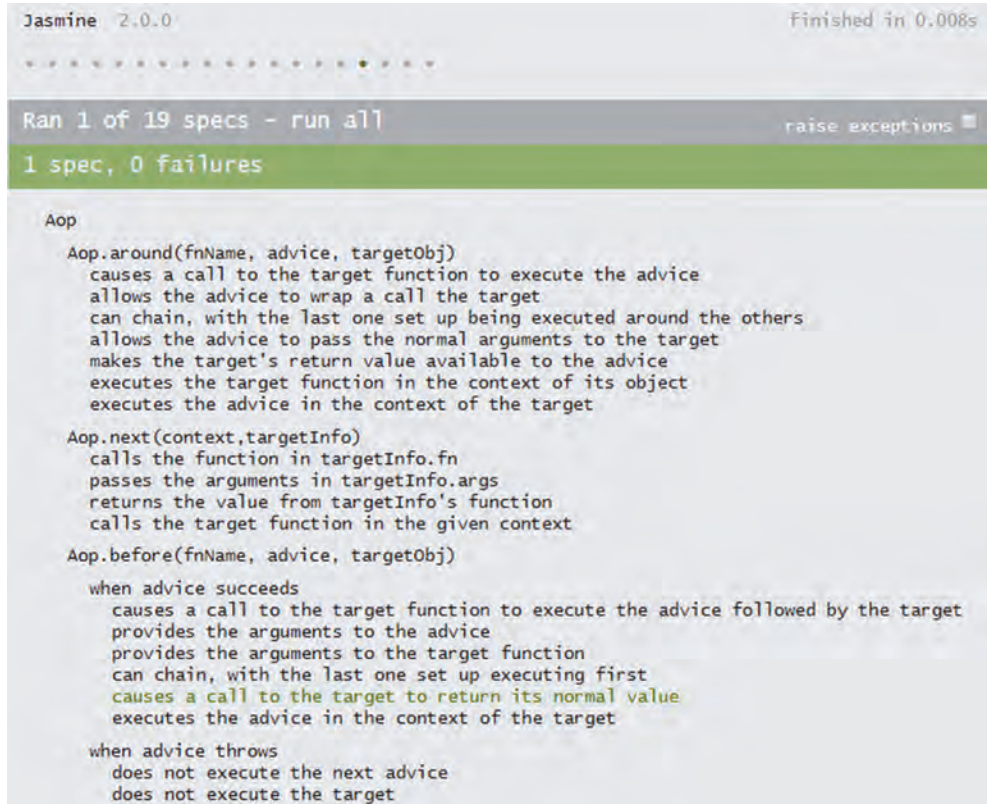 Jasmine 2.0.0
finished in 0.008s
Ran 1 of 19 specs - run all
raise exceptions
1 spec, 0 failures
Aop
Aop.around(fnName, advice, targetObj)
causes a call to the target function to execute the advice
allows the advice to wrap a call the target
can chain, with the last one set up being executed around the others
allows the advice to pass the normal arguments to the target
makes the target's return value available to the advice
executes the target function in the context of its object
executes the advice in the context of the target
Aop.next(context,targetInfo)
calls the function in targetInfo.fn
passes the arguments in targetInfo.args
returns the value from targetInfo's function
calls the target function in the given context
Aop.before(fnName, advice, targetObj)
when advice succeeds
causes a call to the target function to execute the advice followed by the target
provides the arguments to the advice
provides the arguments to the target function
can chain, with the last one set up executing first
causes a call to the target to return its normal value
executes the advice in the context of the target
when advice throws
does not execute the next advice
does not execute the target